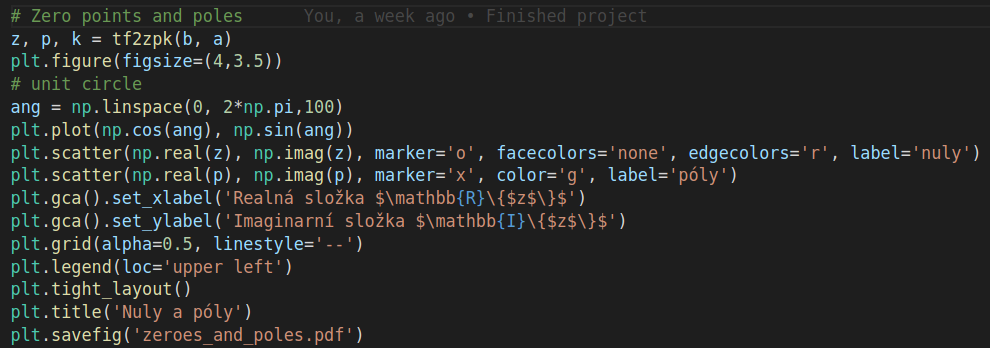 # Zero points and poles You, a week ago • Finished project
z, p, k = tf2zpk(b, a)
plt.figure(figsize=(4,3.5))
# unit circle
ang = np.linspace(0, 2*np.pi,100)
plt.plot(np.cos(ang), np.sin(ang))
plt.scatter(np.real(z), np.imag(z), marker='o', facecolors='none', edgecolors='r', label='nuly')
plt.scatter(np.real(p), np.imag(p), marker='x', color='g', label='póly')
plt.gca().set_xlabel('Realná složka $\mathbb{R}\{$z$\}$')
plt.gca().set_ylabel('Imaginarní složka $\mathbb{I}\{$z$\}$')
plt.grid(alpha=0.5, linestyle='--')
plt.legend(loc='upper left')
plt.tight_layout()
plt.title('Nuly a póly')
plt.savefig('zeroes_and_poles.pdf')